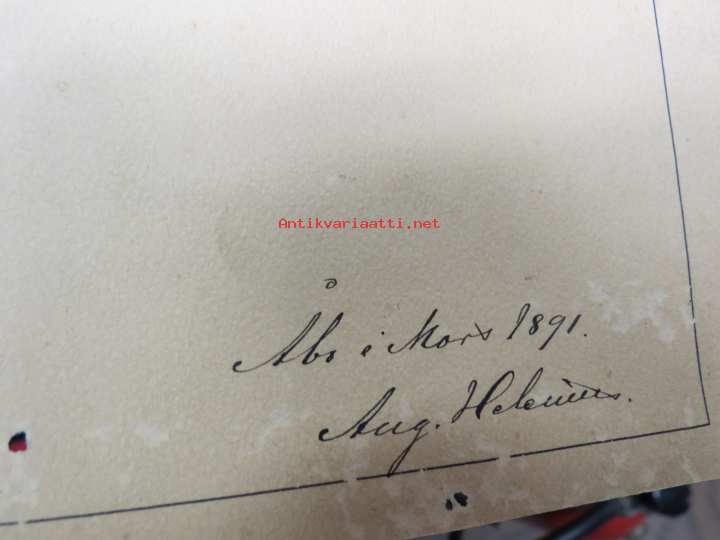 Antikvariaatti.net
Åbo i Mars 1891.
Aug. Helenius.